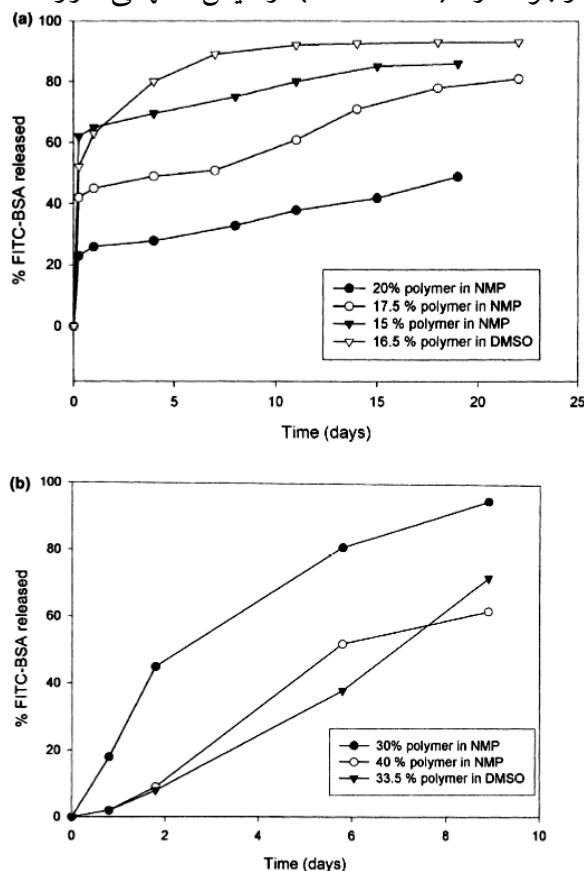 (a)
100
80
60
40
20
0
% FITC-BSA released
20% polymer in NMP
17.5 % polymer in NMP
15 % polymer in NMP
16.5 % polymer in DMSO
0 5 10 15 20 25
Time (days)
(b)
100
80
60
40
20
0
% FITC-BSA released
30% polymer in NMP
40 % polymer in NMP
33.5 % polymer in DMSO
0 2 4 6 8 10
Time (days)